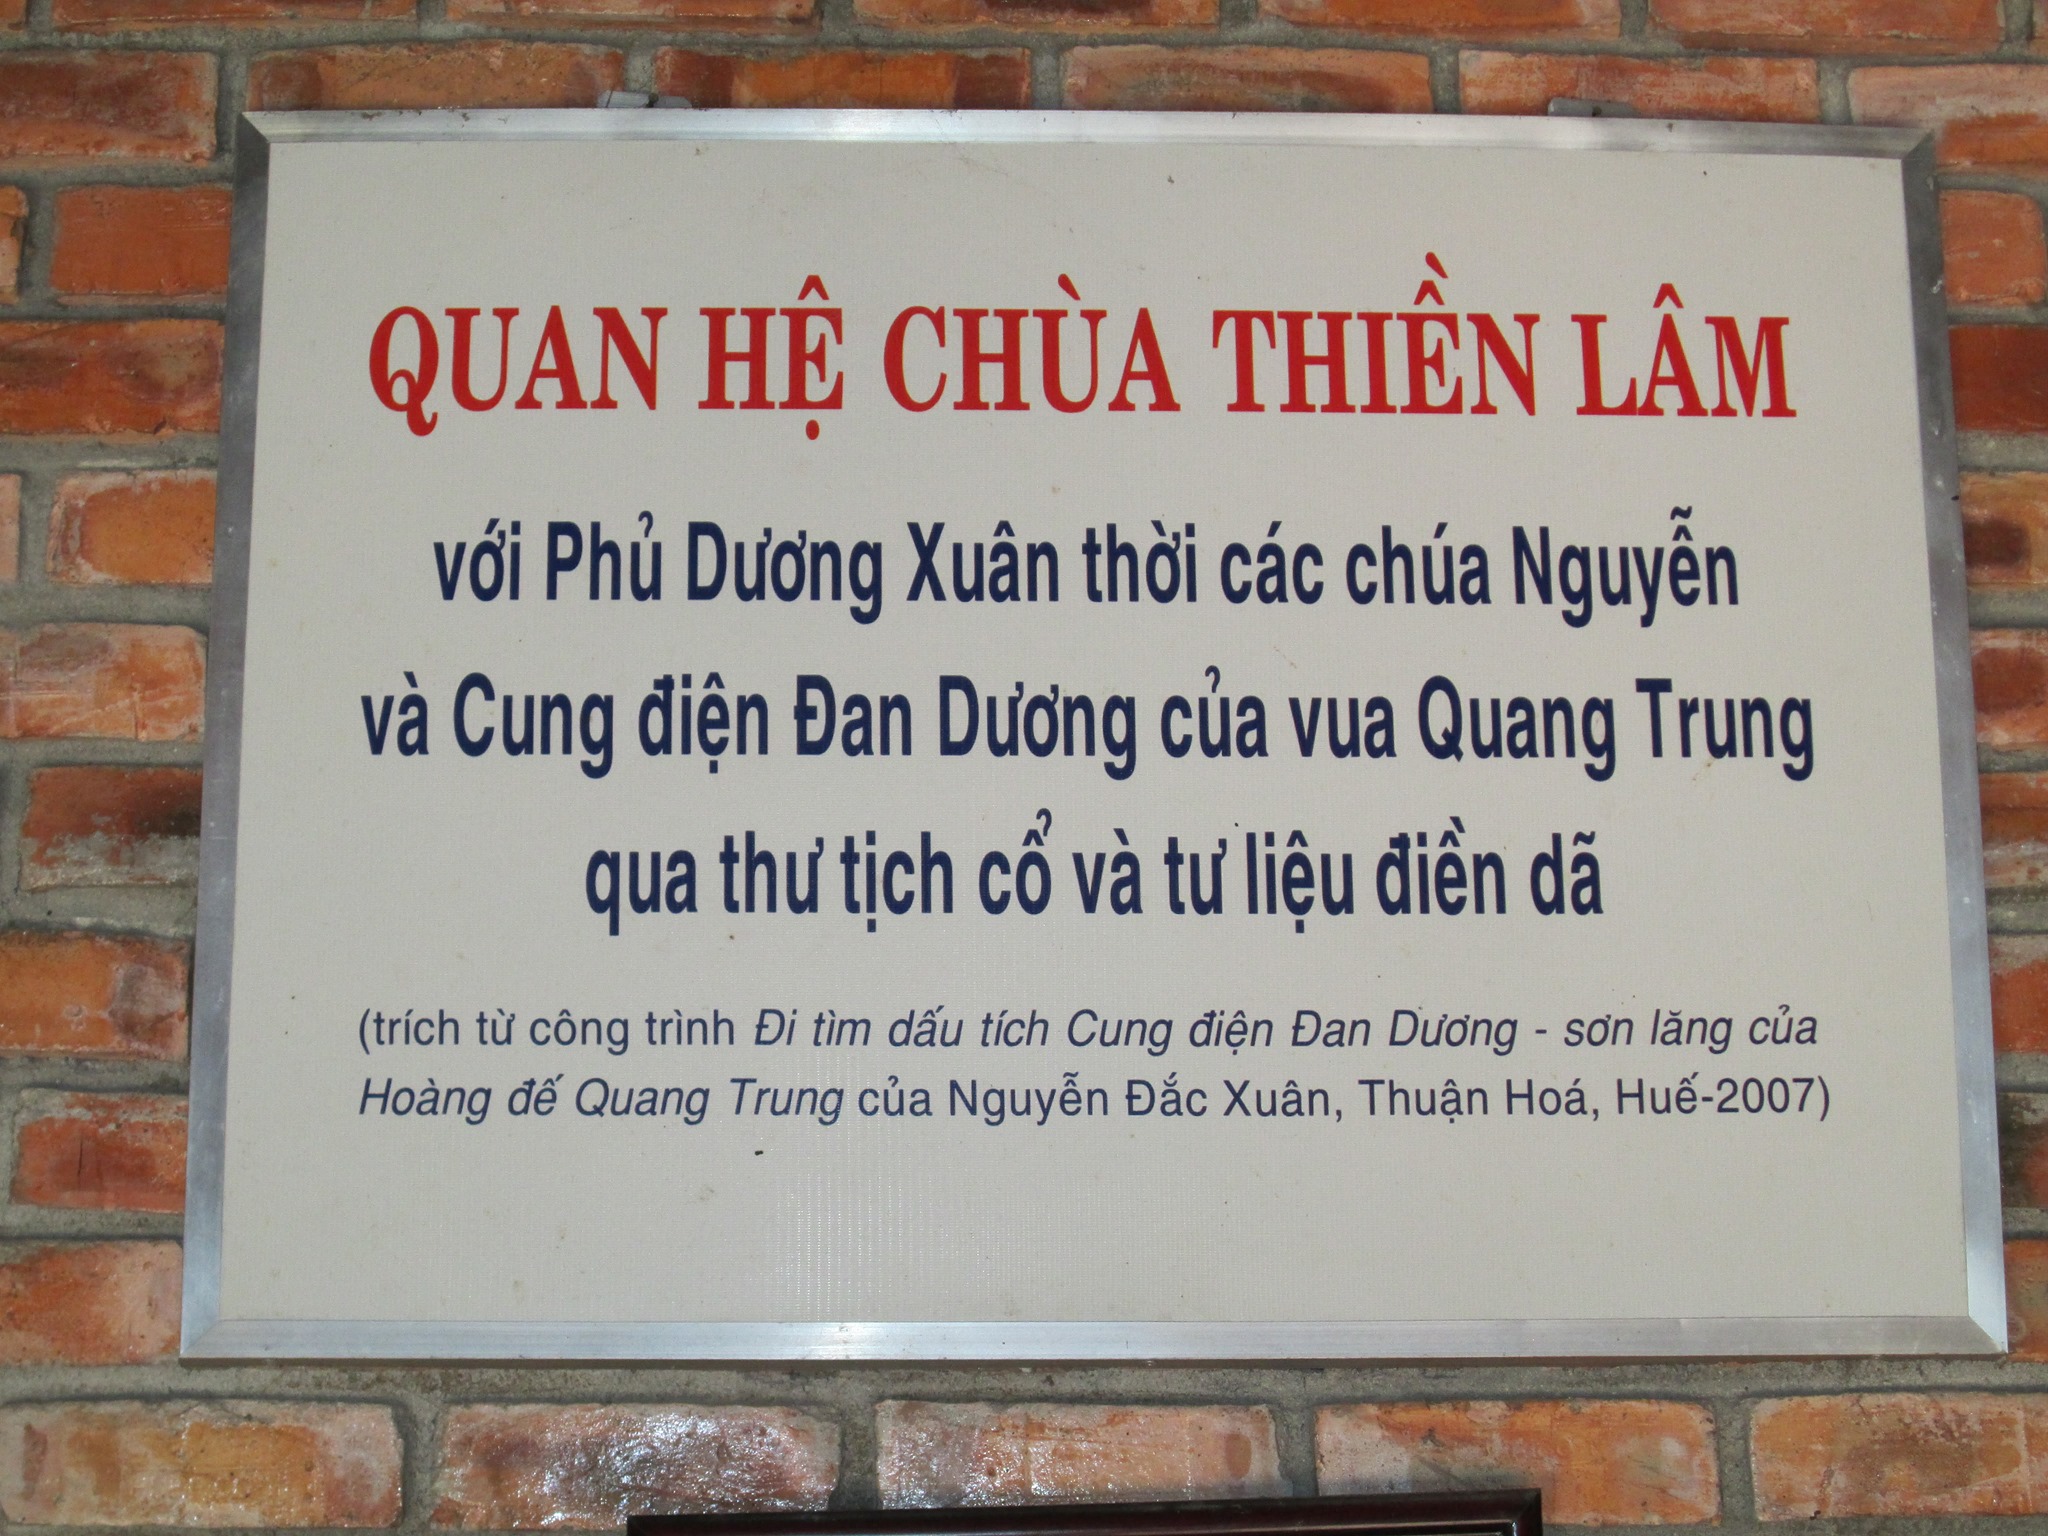 QUAN HỆ CHÙA THIỀN LÂM
với Phủ Dương Xuân thời các chúa Nguyễn
và Cung điện Đan Dương của vua Quang Trung
qua thư tịch cổ và tư liệu điền dã
(trích từ công trình Đi tìm dấu tích Cung điện Đan Dương - sơn lăng của
Hoàng đế Quang Trung của Nguyễn Đắc Xuân, Thuận Hoá, Huế-2007)